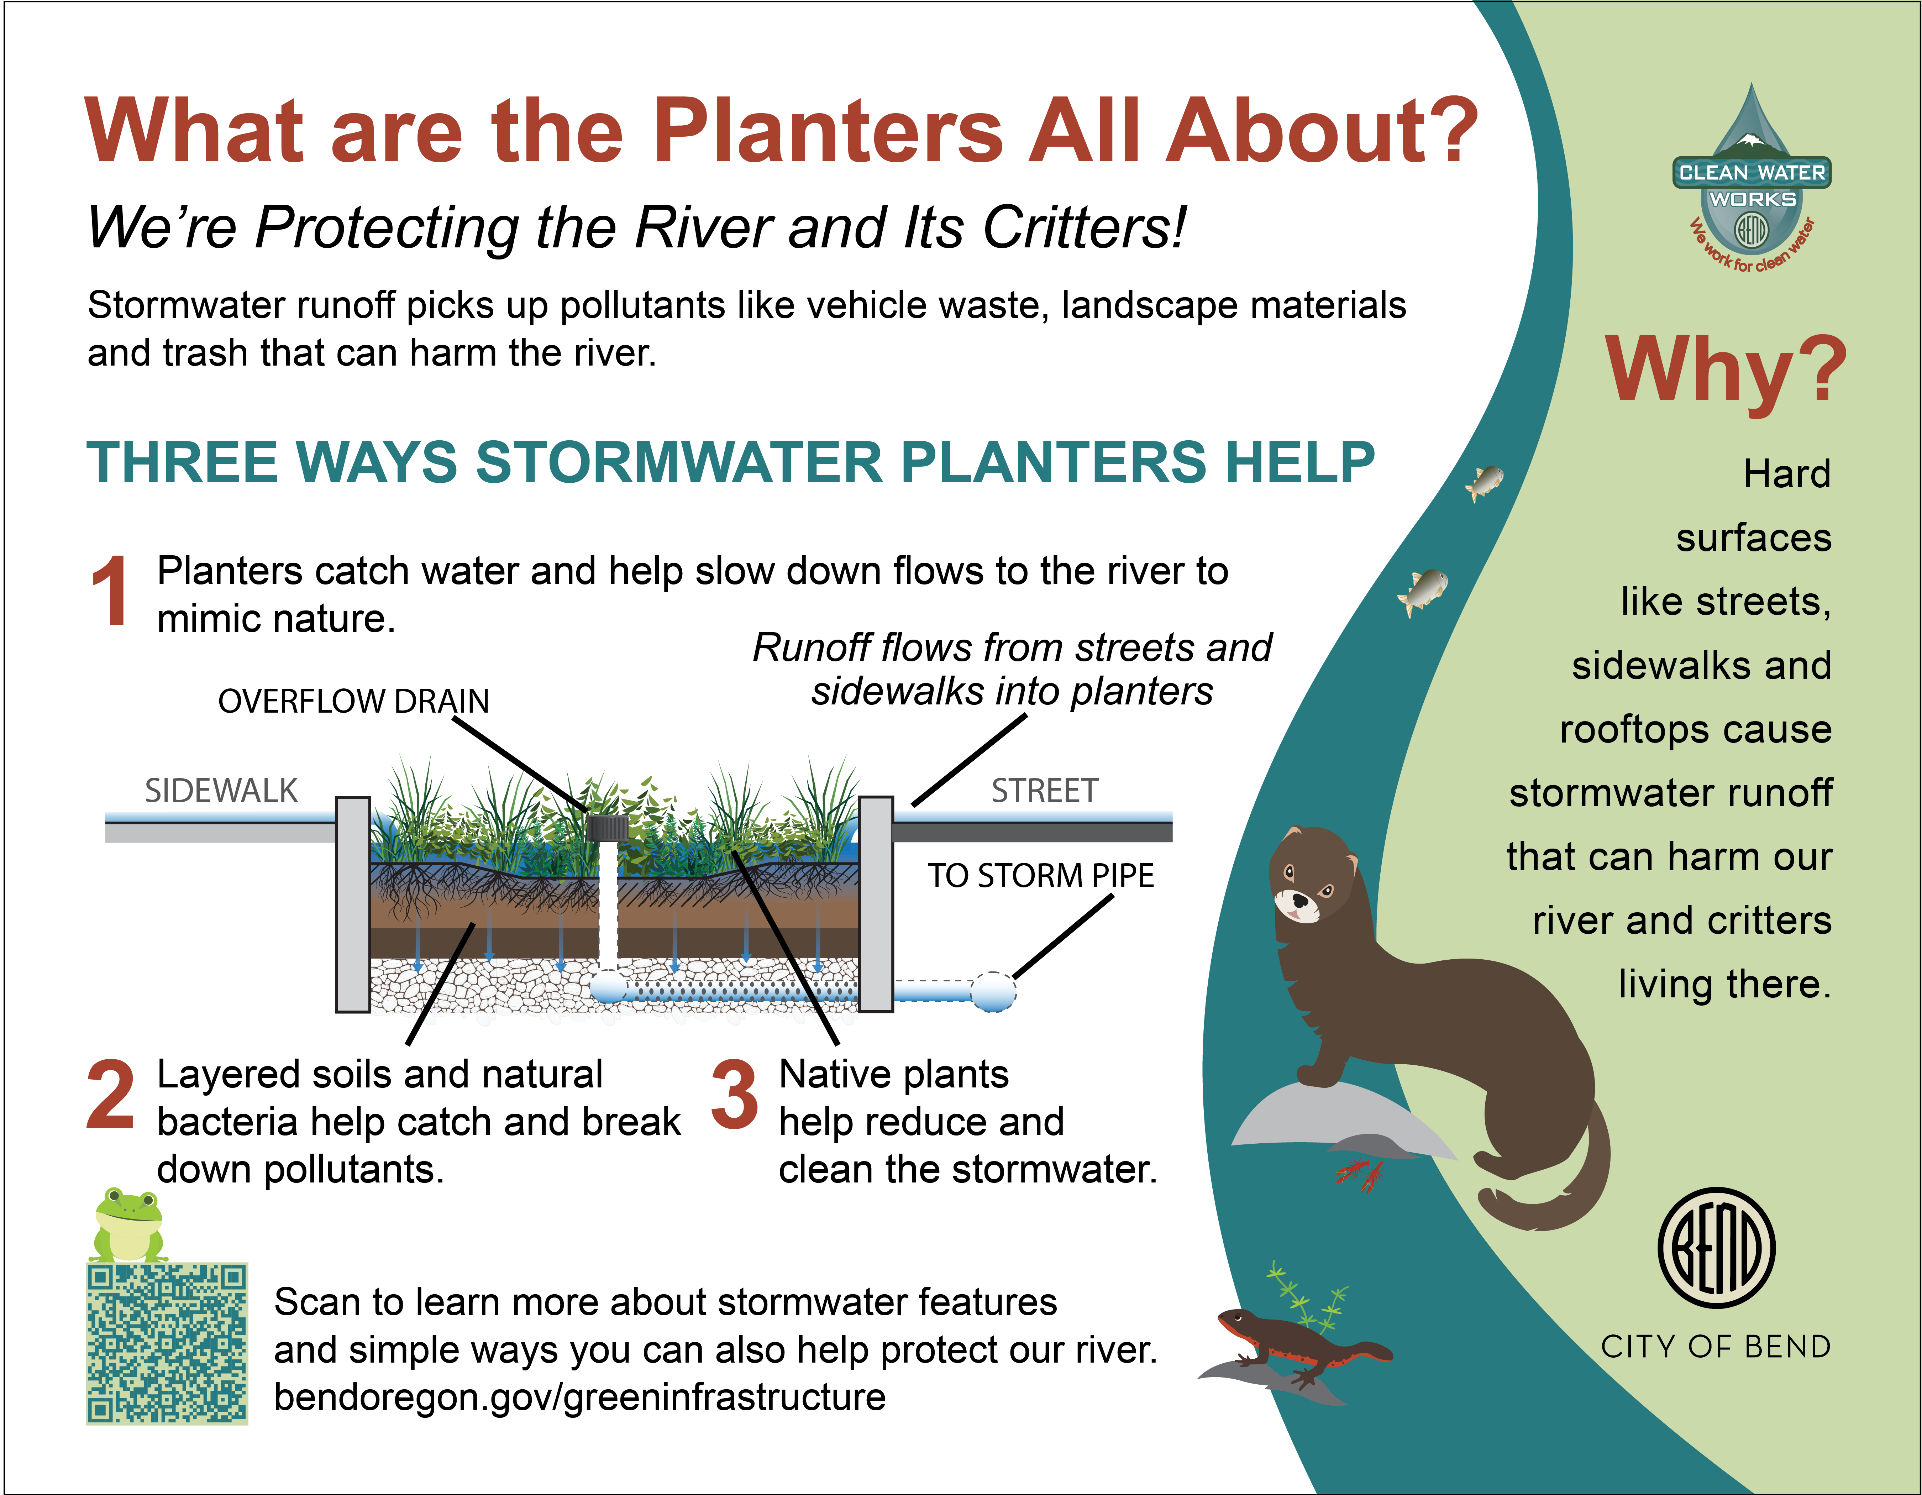 What are the Planters All About?
We're Protecting the River and Its Critters!
Stormwater runoff picks up pollutants like vehicle waste, landscape materials
and trash that can harm the river.
THREE WAYS STORMWATER PLANTERS HELP
1 Planters catch water and help slow down flows to the river to
mimic nature.
Runoff flows from streets and
sidewalks into planters
OVERFLOW DRAIN
SIDEWALK
STREET
TO STORM PIPE
2 Layered soils and natural
bacteria help catch and break
down pollutants.
3 Native plants
help reduce and
clean the stormwater.
Scan to learn more about stormwater features
and simple ways you can also help protect our river.
bendoregon.gov/greeninfrastructure
CLEAN WATER
WORKS
BEND
We work for clean water
Why?
Hard
surfaces
like streets,
sidewalks and
rooftops cause
stormwater runoff
that can harm our
river and critters
living there.
BEND
CITY OF BEND